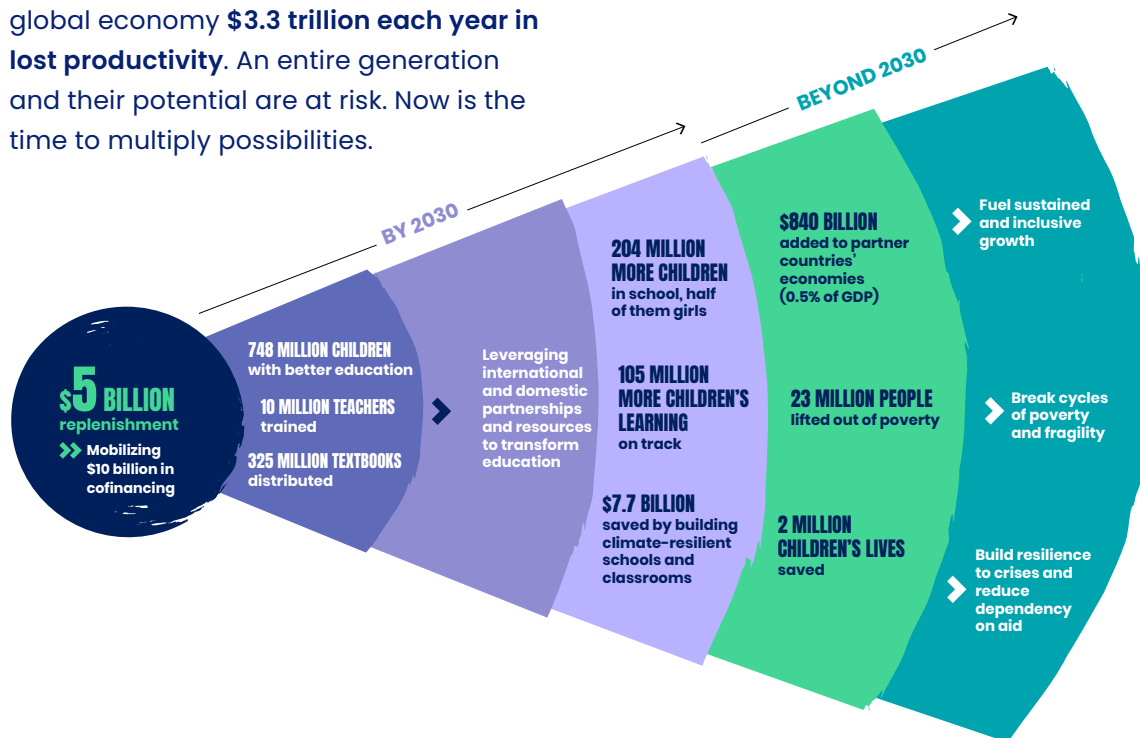 global economy $3.3 trillion each year in
lost productivity. An entire generation
and their potential are at risk. Now is the
time to multiply possibilities.
BY 2030
BEYOND 2030
$5 BILLION
replenishment
Mobilizing
$10 billion in
cofinancing
748 MILLION CHILDREN
with better education
10 MILLION TEACHERS
trained
325 MILLION TEXTBOOKS
distributed
Leveraging
international
and domestic
partnerships
and resources
to transform
education
204 MILLION
MORE CHILDREN
in school, half
of them girls
105 MILLION
MORE CHILDREN'S
LEARNING
on track
$7.7 BILLION
saved by building
climate-resilient
schools and
classrooms
$840 BILLION
added to partner
countries’
economies
(0.5% of GDP)
23 MILLION PEOPLE
lifted out of poverty
2 MILLION
CHILDREN'S LIVES
saved
Fuel sustained
and inclusive
growth
Break cycles
of poverty
and fragility
Build resilience
to crises and
reduce
dependency
on aid